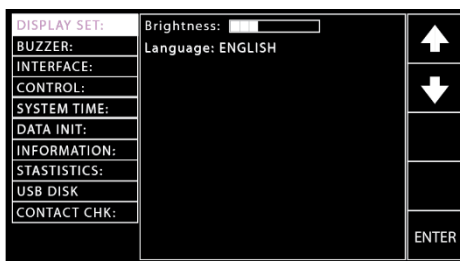 DISPLAY SET:
BUZZER:
INTERFACE:
CONTROL:
SYSTEM TIME:
DATA INIT:
INFORMATION:
STASTISTICS:
USB DISK
CONTACT CHK:
Brightness:
Language: ENGLISH
ENTER